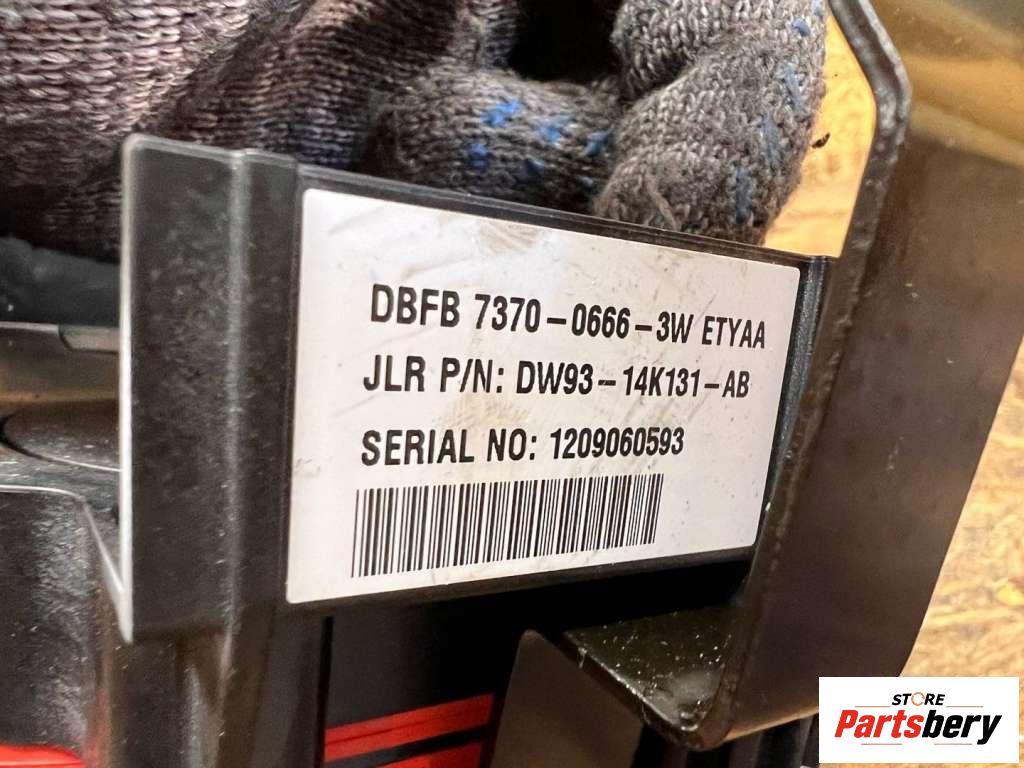 DBFB 7370-0666-3W ETYAA
JLR P/N: DW93-14K131-AB
SERIAL NO: 1209060593
STORE
Partsbery